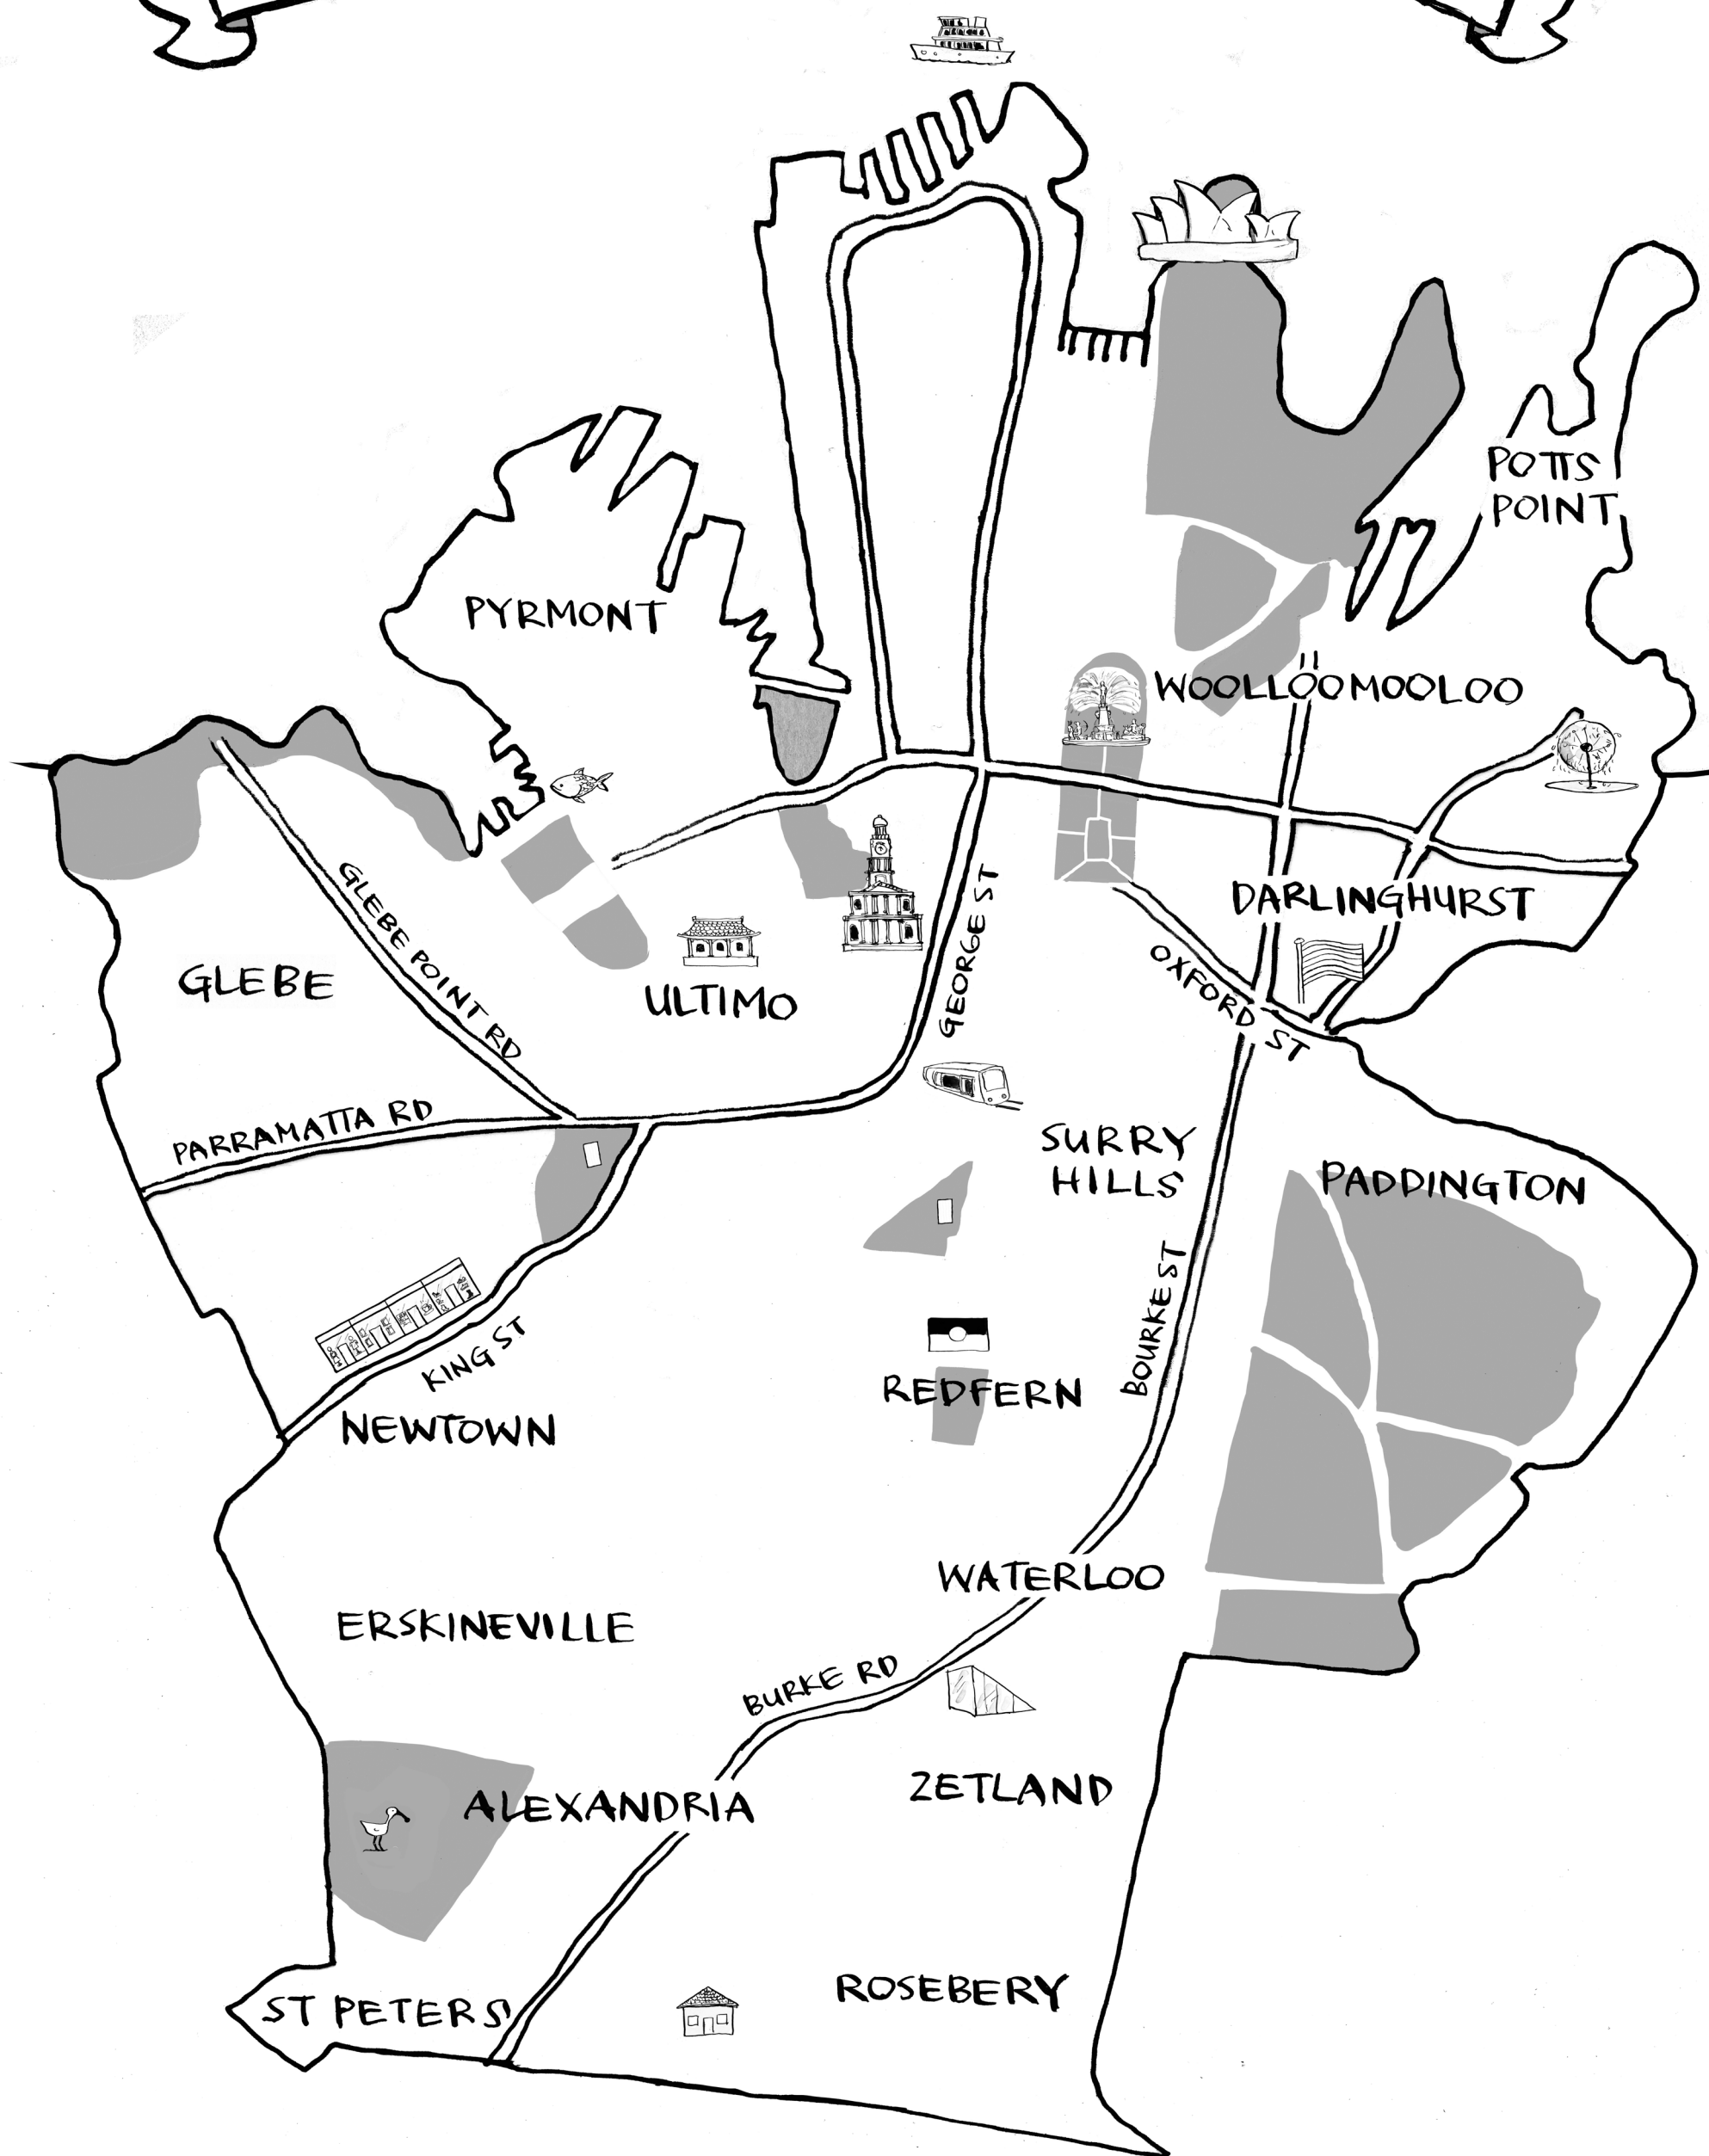 POTTS
POINT
PYRMONT
WOOLLOOMOOLOO
GLEBE POINT RD
DARLINGHURST
GEORGE ST
GLEBE
ULTIMO
OXFORD ST
PARRAMATTA RD
SURRY
HILLS
PADDINGTON
KING ST
BOURKE ST
REDFERN
NEWTOWN
WATERLOO
ERSKINEVILLE
BURKE RD
ZETLAND
ALEXANDRIA
ROSEBERY
ST PETERS